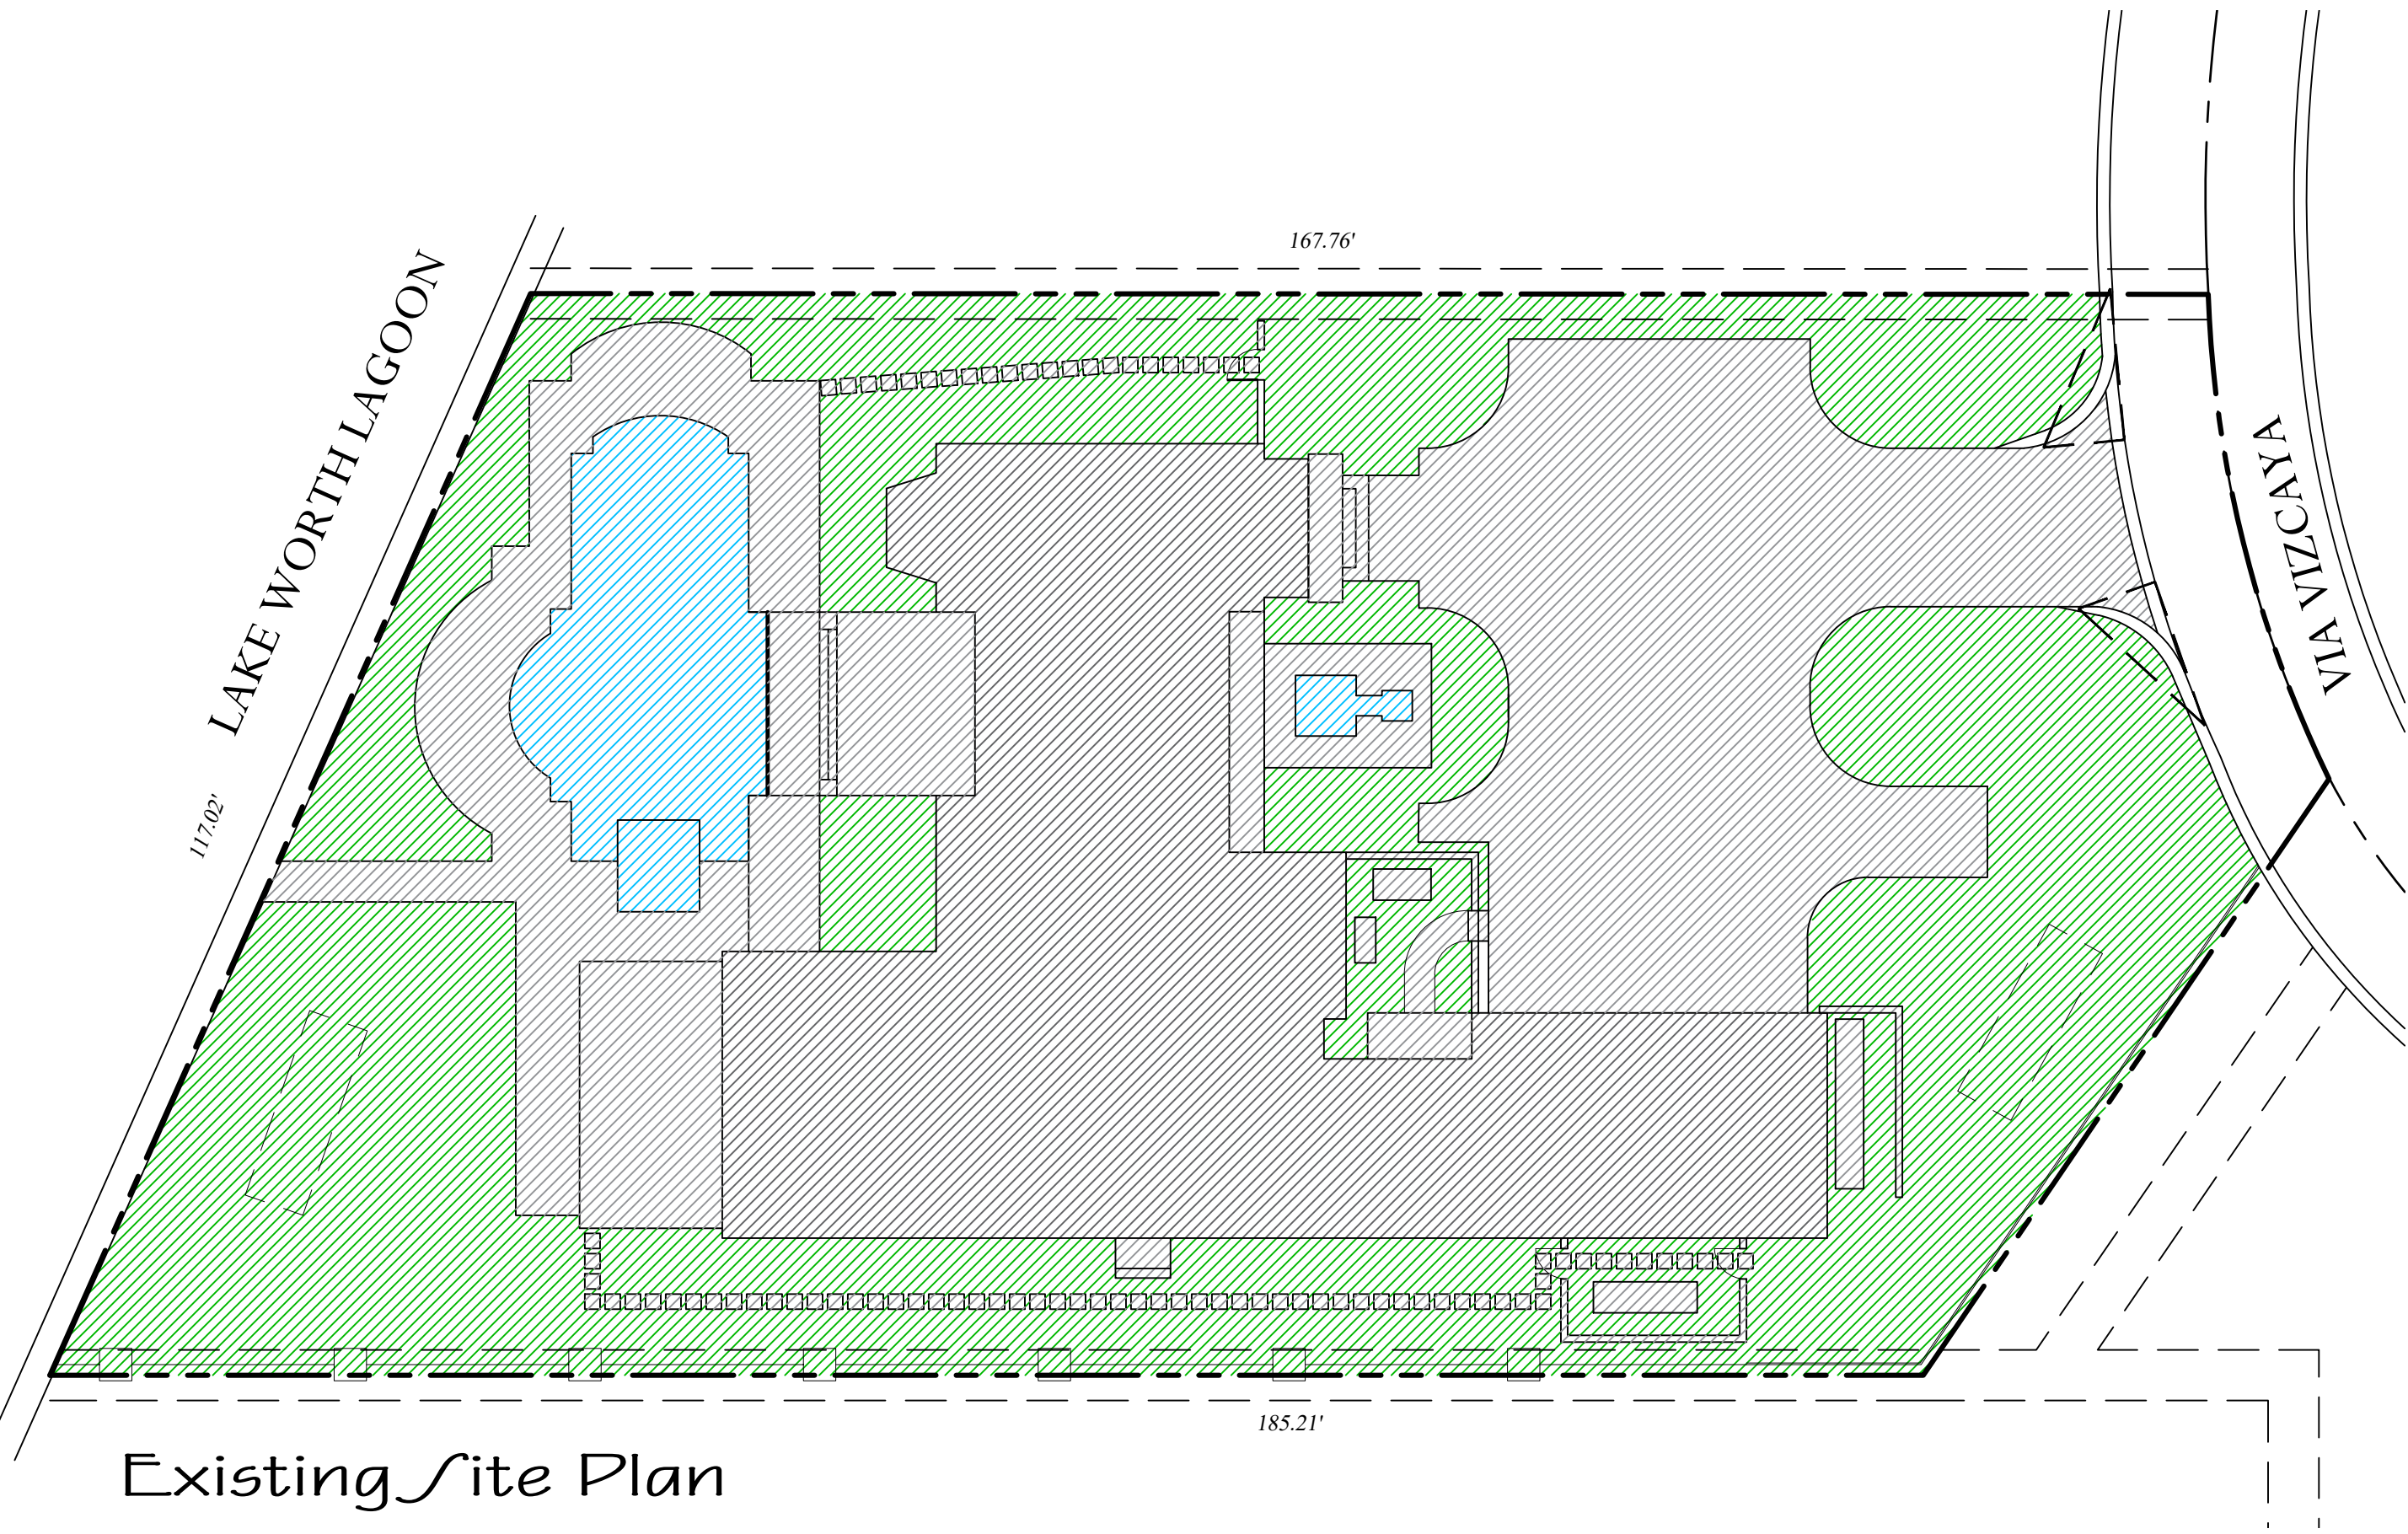 167.76'
LAKE WORTH LAGOON
VIA VIZCAYA
117.02'
185.21'
Existing Site Plan